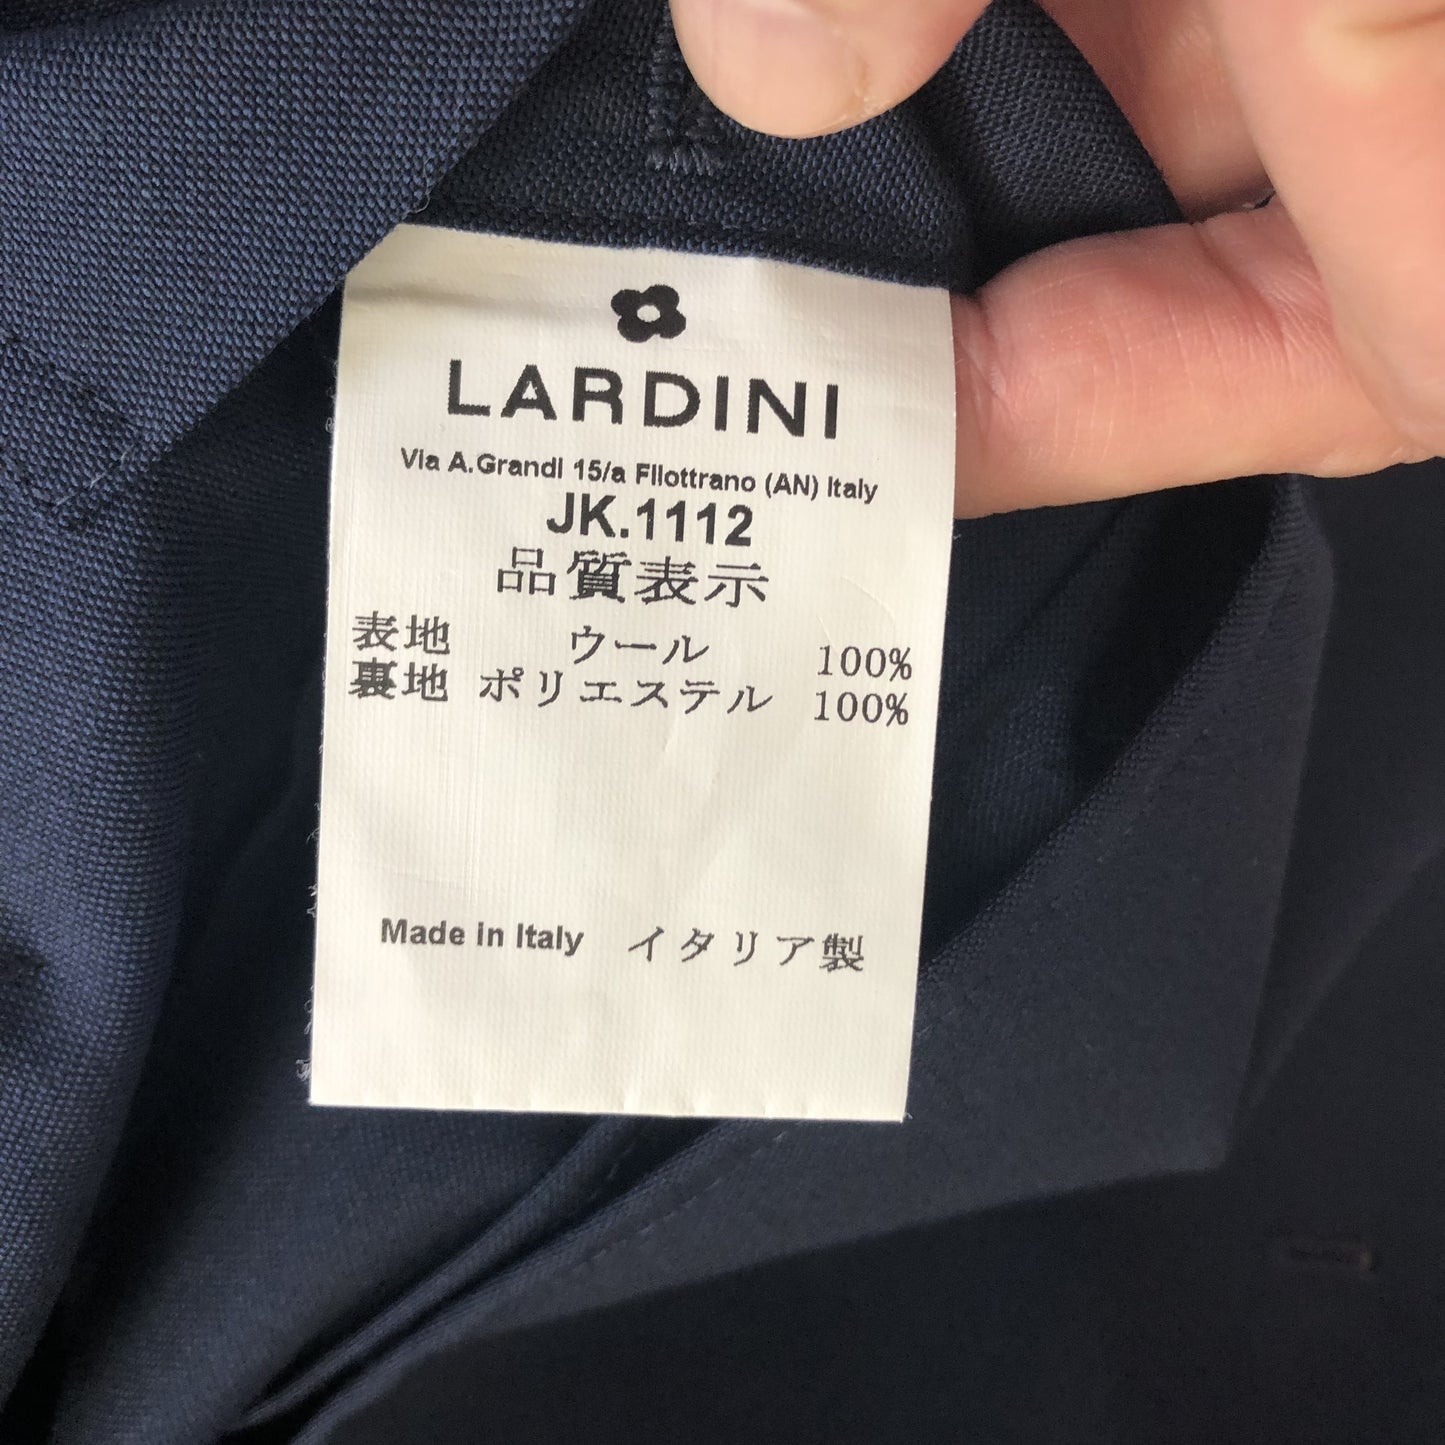 LARDINI
Via A.Grandi 15/a Filottrano (AN) Italy
JK.1112
品質表示
表地 ウール 100%
裏地 ポリエステル 100%
Made in Italy イタリア製